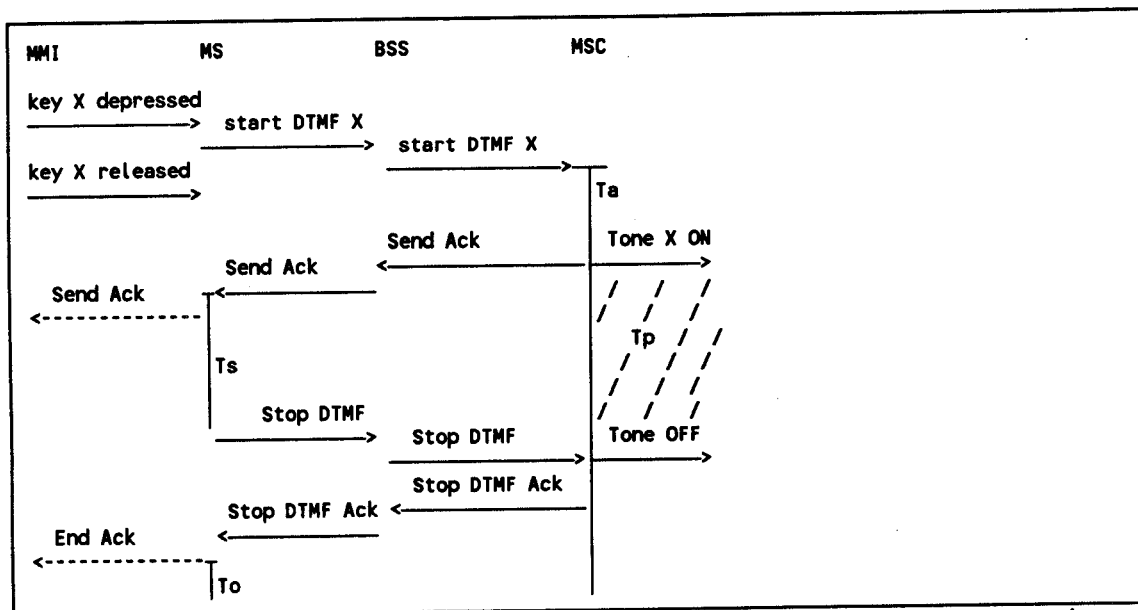 MMI MS BSS MSC
key X depressed
start DTMF X
start DTMF X
key X released
Ta
Send Ack Tone X ON
Send Ack
Send Ack
Tp
Ts
Stop DTMF
Stop DTMF Tone OFF
Stop DTMF Ack
Stop DTMF Ack
End Ack
To